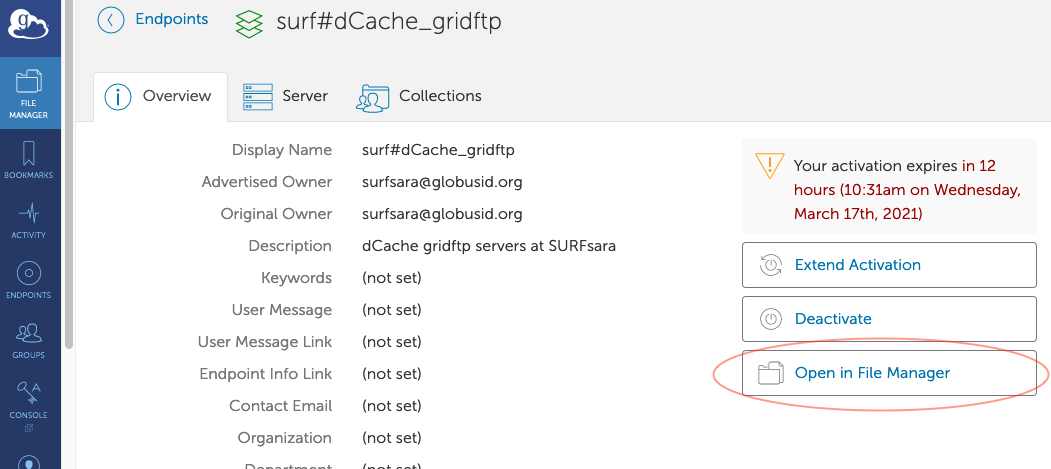 Endpoints
surf#dCache_gridftp
FILE
MANAGER
BOOKMARKS
ACTIVITY
ENDPOINTS
GROUPS
CONSOLE
Overview
Server
Collections
Display Name surf#dCache_gridftp
Advertised Owner surfsara@globusid.org
Original Owner surfsara@globusid.org
Description dCache gridftp servers at SURFsara
Keywords (not set)
User Message (not set)
User Message Link (not set)
Endpoint Info Link (not set)
Contact Email (not set)
Organization (not set)
Department (not set)
Your activation expires in 12
hours (10:31am on Wednesday,
March 17th, 2021)
Extend Activation
Deactivate
Open in File Manager